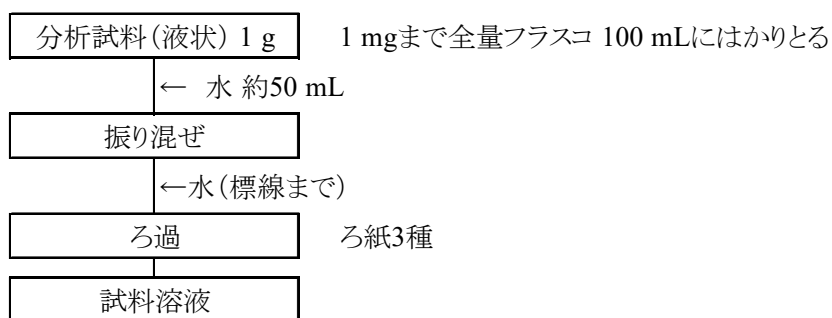 分析試料(液状) 1 g 1 mgまで全量フラスコ 100 mLにはかりとる
← 水 約50 mL
振り混ぜ
←水(標線まで)
ろ過 ろ紙3種
試料溶液